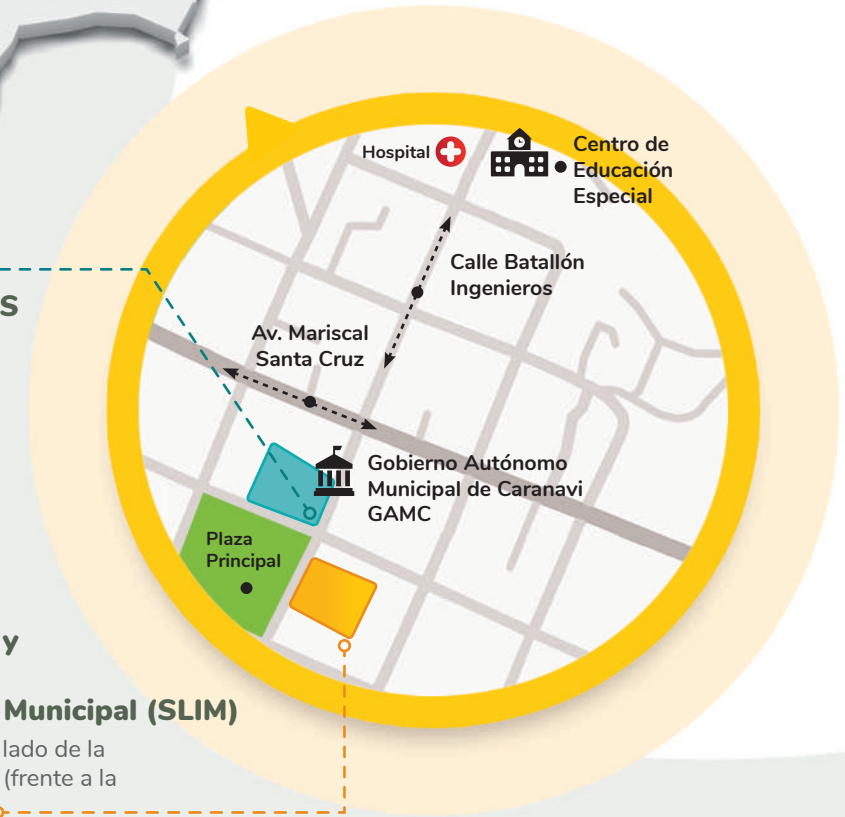 Hospital
Centro de
Educación
Especial
Calle Batallón
Ingenieros
S
Av. Mariscal
Santa Cruz
Gobierno Autónomo
Municipal de Caranavi
GAMC
Plaza
Principal
y
Municipal (SLIM)
lado de la
(frente a la